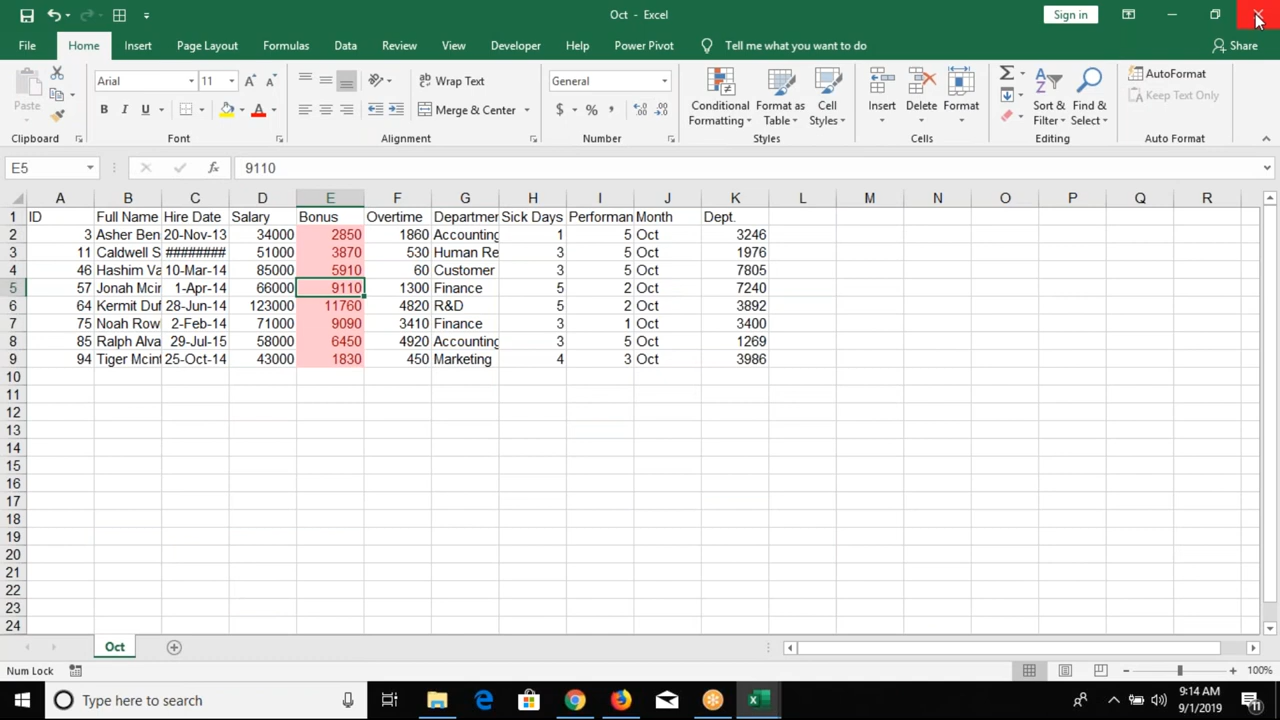 Oct - Excel
Sign in
File Home Insert Page Layout Formulas Data Review View Developer Help Power Pivot Tell me what you want to do Share
Paste
Arial 11
B I U
Wrap Text
Merge & Center
General
$ % ,
Conditional Formatting
Format as Table
Cell Styles
Insert
Delete
Format
Sort & Filter
Find & Select
AutoFormat
Keep Text Only
Clipboard Font Alignment Number Styles Cells Editing Auto Format
E5 fx 9110
A B C D E F G H I J K L M N O P Q R
1 ID Full Name Hire Date Salary Bonus Overtime Departmen Sick Days Performan Month Dept.
2 3 Asher Ben 20-Nov-13 34000 2850 1860 Accounting 1 5 Oct 3246
3 11 Caldwell S ######## 51000 3870 530 Human Re 3 5 Oct 1976
4 46 Hashim Va 10-Mar-14 85000 5910 60 Customer 3 5 Oct 7805
5 57 Jonah Mcir 1-Apr-14 66000 9110 1300 Finance 5 2 Oct 7240
6 64 Kermit Duf 28-Jun-14 123000 11760 4820 R&D 5 2 Oct 3892
7 75 Noah Row 2-Feb-14 71000 9090 3410 Finance 3 1 Oct 3400
8 85 Ralph Alva 29-Jul-15 58000 6450 4920 Accounting 3 5 Oct 1269
9 94 Tiger Mcint 25-Oct-14 43000 1830 450 Marketing 4 3 Oct 3986
10
11
12
13
14
15
16
17
18
19
20
21
22
23
24
Oct
Num Lock 100%
Type here to search
9:14 AM
9/1/2019
11